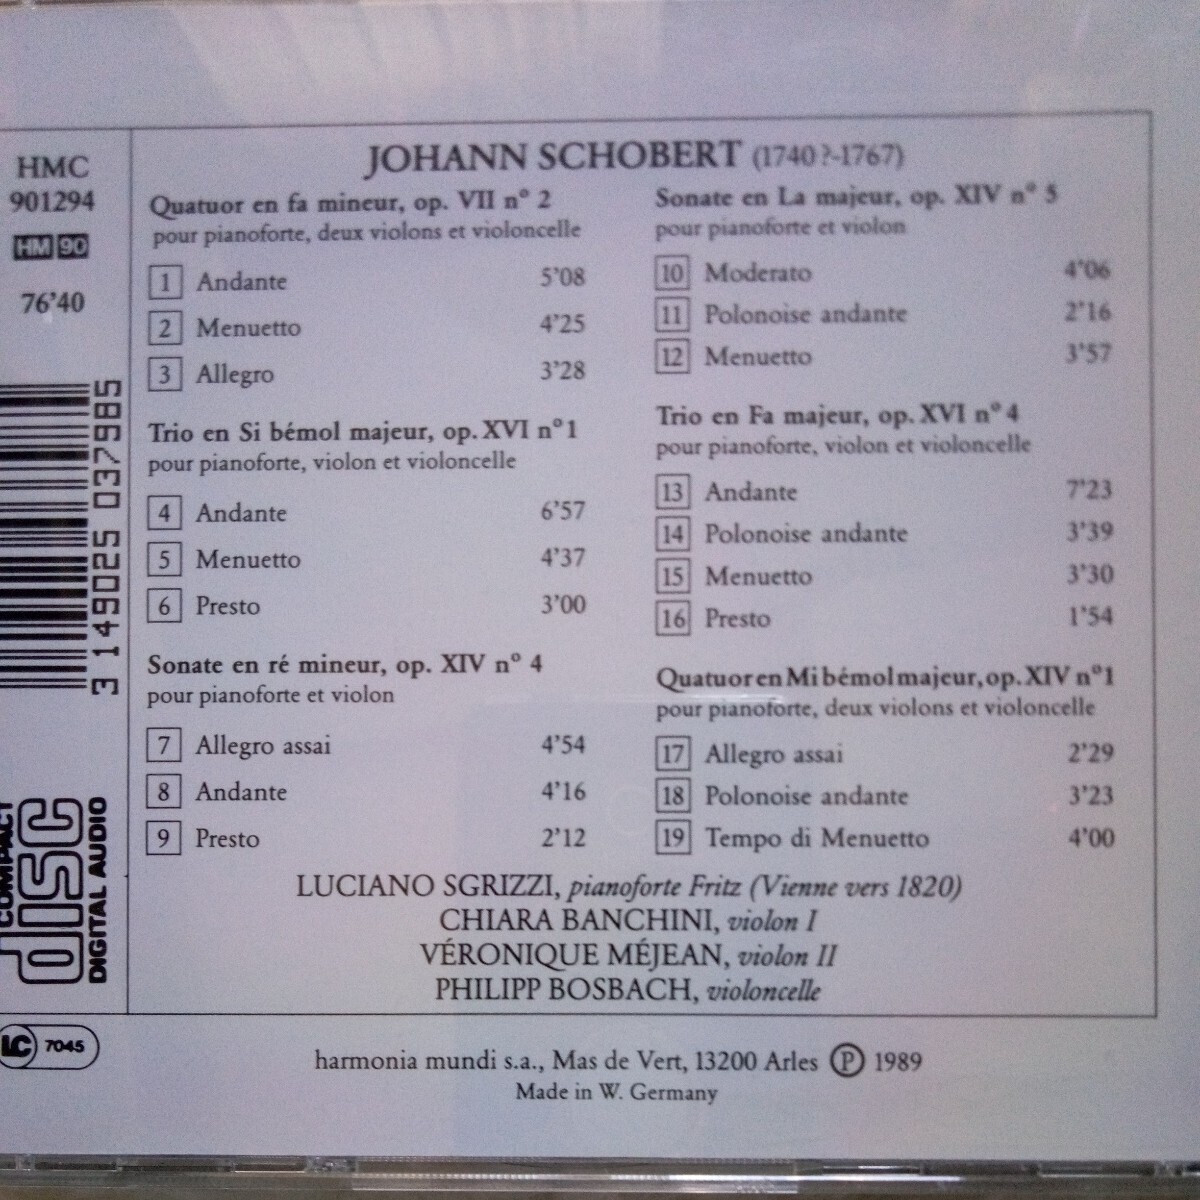 HMC
901294
HM 90
76'40
3 149025 037985
COMPACT
disc
DIGITAL AUDIO
LC 7045
JOHANN SCHOBERT (1740?-1767)
Quatuor en fa mineur, op. VII nº 2
pour pianoforte, deux violons et violoncelle
1 Andante 5'08
2 Menuetto 4'25
3 Allegro 3'28
Trio en Si bémol majeur, op. XVI nº 1
pour pianoforte, violon et violoncelle
4 Andante 6'57
5 Menuetto 4'37
6 Presto 3'00
Sonate en ré mineur, op. XIV nº 4
pour pianoforte et violon
7 Allegro assai 4'54
8 Andante 4'16
9 Presto 2'12
Sonate en La majeur, op. XIV nº 5
pour pianoforte et violon
10 Moderato 4'06
11 Polonoise andante 2'16
12 Menuetto 3'57
Trio en Fa majeur, op. XVI nº 4
pour pianoforte, violon et violoncelle
13 Andante 7'23
14 Polonoise andante 3'39
15 Menuetto 3'30
16 Presto 1'54
Quatuor en Mi bémol majeur, op. XIV nº 1
pour pianoforte, deux violons et violoncelle
17 Allegro assai 2'29
18 Polonoise andante 3'23
19 Tempo di Menuetto 4'00
LUCIANO SGRIZZI, pianoforte Fritz (Vienne vers 1820)
CHIARA BANCHINI, violon I
VÉRONIQUE MÉJEAN, violon II
PHILIPP BOSBACH, violoncelle
harmonia mundi s.a., Mas de Vert, 13200 Arles ℗ 1989
Made in W. Germany